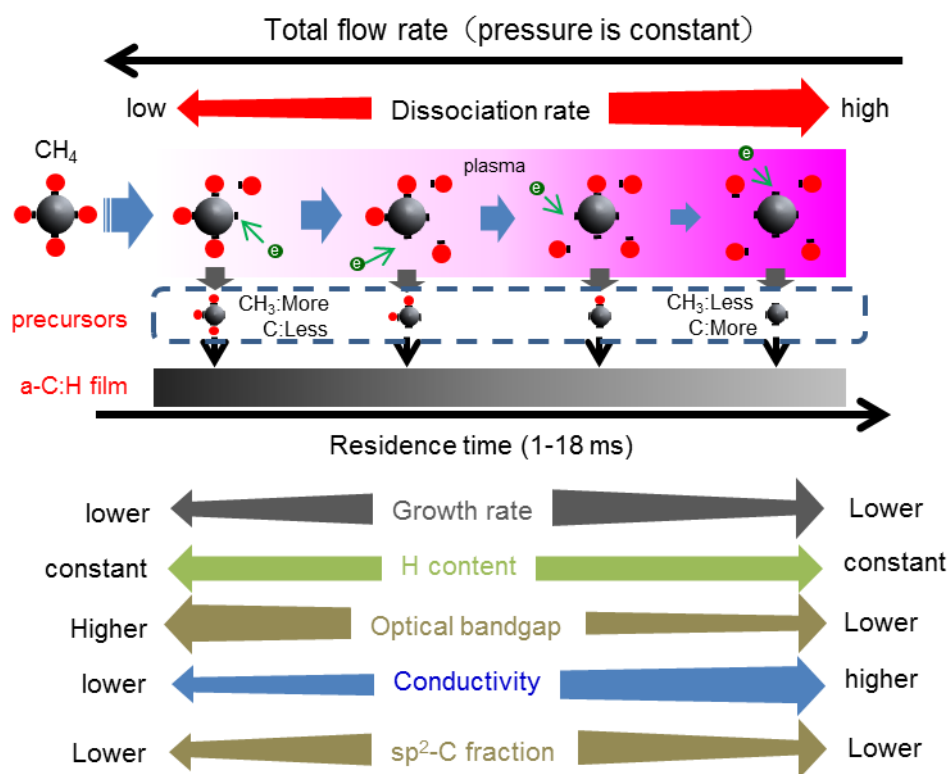 Total flow rate（pressure is constant）
low Dissociation rate high
CH₄
plasma
e e e e
precursors
CH₃:More
C:Less
CH₃:Less
C:More
a-C:H film
Residence time (1-18 ms)
lower Growth rate Lower
constant H content constant
Higher Optical bandgap Lower
lower Conductivity higher
Lower sp²-C fraction Lower